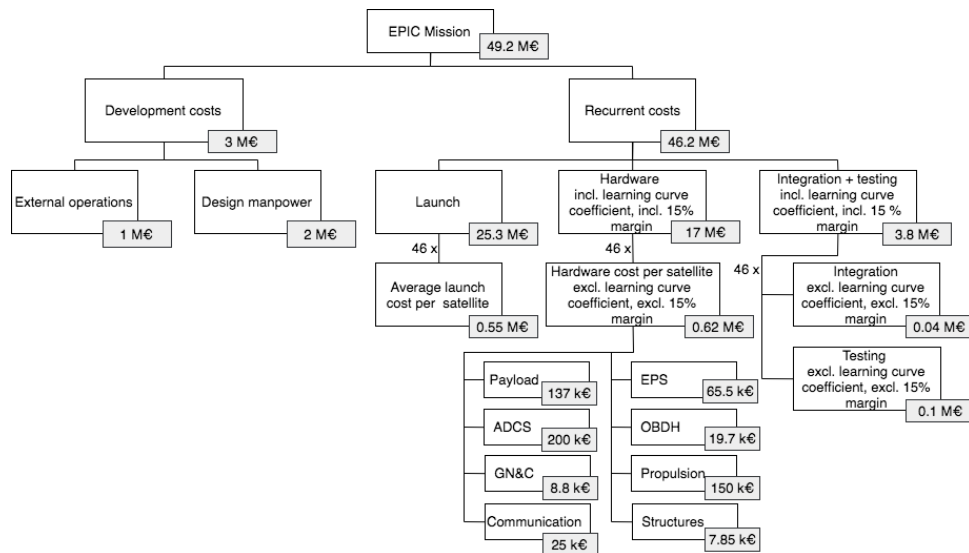 EPIC Mission
49.2 M€
Development costs
3 M€
Recurrent costs
46.2 M€
External operations
1 M€
Design manpower
2 M€
Launch
25.3 M€
Hardware
incl. learning curve
coefficient, incl. 15%
margin
17 M€
Integration + testing
incl. learning curve
coefficient, incl. 15 %
margin
3.8 M€
46 x
46 x
46 x
Average launch
cost per  satellite
0.55 M€
Hardware cost per satellite
excl. learning curve
coefficient, excl. 15%
margin
0.62 M€
Integration
excl. learning curve
coefficient, excl. 15%
margin
0.04 M€
Testing
excl. learning curve
coefficient, excl. 15%
margin
0.1 M€
Payload
137 k€
EPS
65.5 k€
ADCS
200 k€
OBDH
19.7 k€
GN&C
8.8 k€
Propulsion
150 k€
Communication
25 k€
Structures
7.85 k€